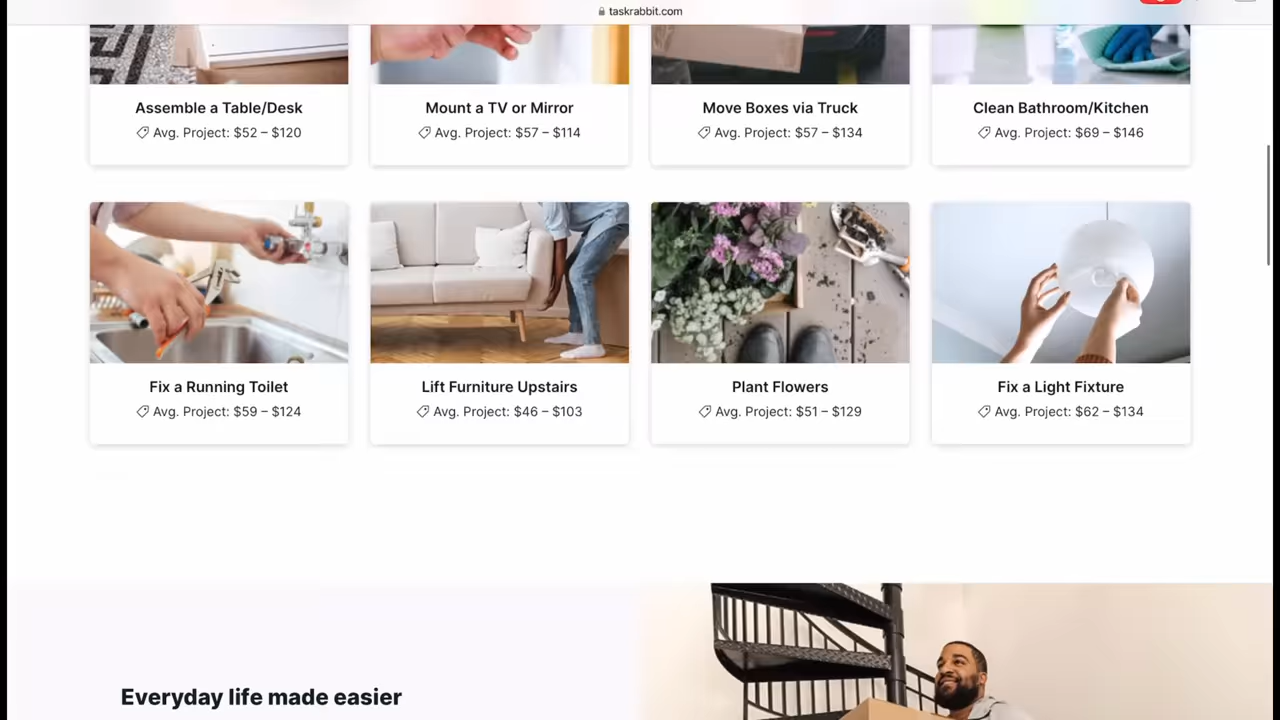 taskrabbit.com
Assemble a Table/Desk
Avg. Project: $52 – $120
Mount a TV or Mirror
Avg. Project: $57 – $114
Move Boxes via Truck
Avg. Project: $57 – $134
Clean Bathroom/Kitchen
Avg. Project: $69 – $146
Fix a Running Toilet
Avg. Project: $59 – $124
Lift Furniture Upstairs
Avg. Project: $46 – $103
Plant Flowers
Avg. Project: $51 – $129
Fix a Light Fixture
Avg. Project: $62 – $134
Everyday life made easier